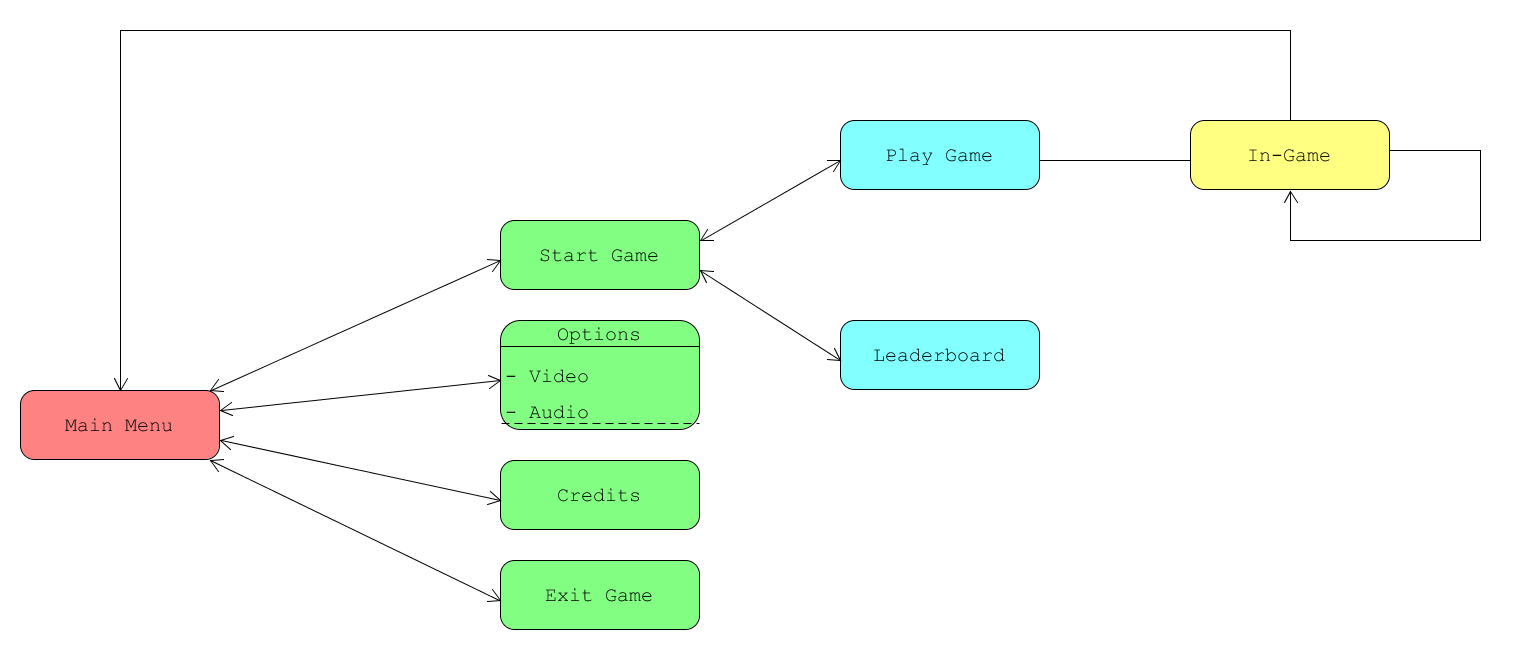 Play Game
In-Game
Start Game
Options
- Video
- Audio
Leaderboard
Main Menu
Credits
Exit Game